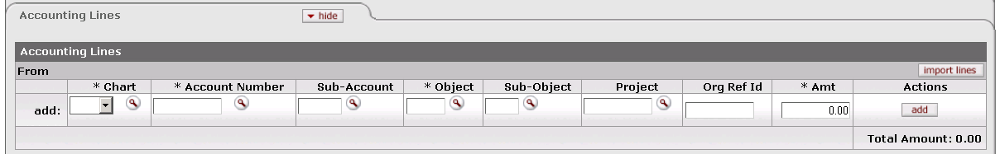 Accounting Lines hide
Accounting Lines
From import lines
* Chart * Account Number Sub-Account * Object Sub-Object Project Org Ref Id * Amt Actions
add: 0.00 add
Total Amount: 0.00